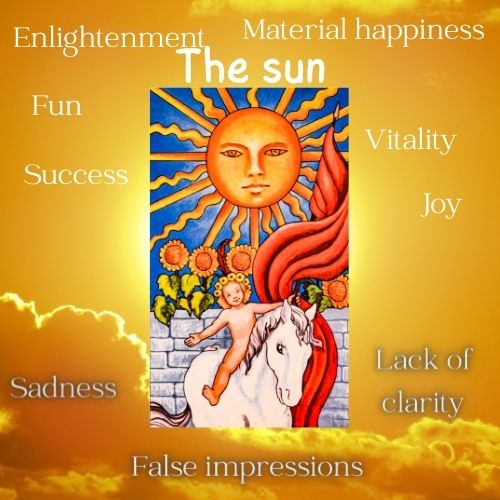 Enlightenment
Material happiness
The sun
Fun
Vitality
Success
Joy
Sadness
Lack of
clarity
False impressions